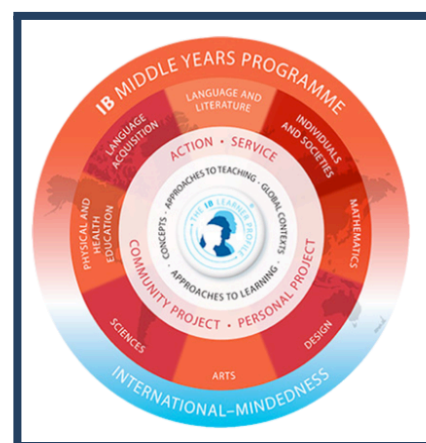 IB MIDDLE YEARS PROGRAMME
LANGUAGE AND
LITERATURE
LANGUAGE
ACQUISITION
INDIVIDUALS
AND SOCIETIES
PHYSICAL AND
HEALTH
EDUCATION
MATHEMATICS
SCIENCES
ARTS
DESIGN
ACTION • SERVICE
COMMUNITY PROJECT • PERSONAL PROJECT
CONCEPTS • APPROACHES TO TEACHING • GLOBAL CONTEXTS
• APPROACHES TO LEARNING •
THE IB LEARNER PROFILE
INTERNATIONAL-MINDEDNESS